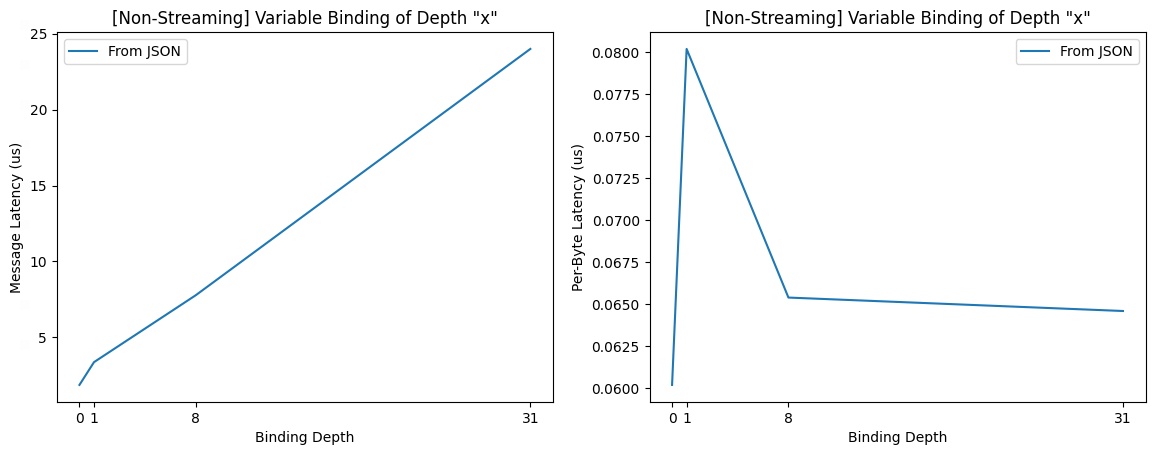 [Non-Streaming] Variable Binding of Depth "x"
From JSON
Message Latency (us)
25
20
15
10
5
0 1 8 31
Binding Depth
[Non-Streaming] Variable Binding of Depth "x"
From JSON
Per-Byte Latency (us)
0.0800
0.0775
0.0750
0.0725
0.0700
0.0675
0.0650
0.0625
0.0600
0 1 8 31
Binding Depth